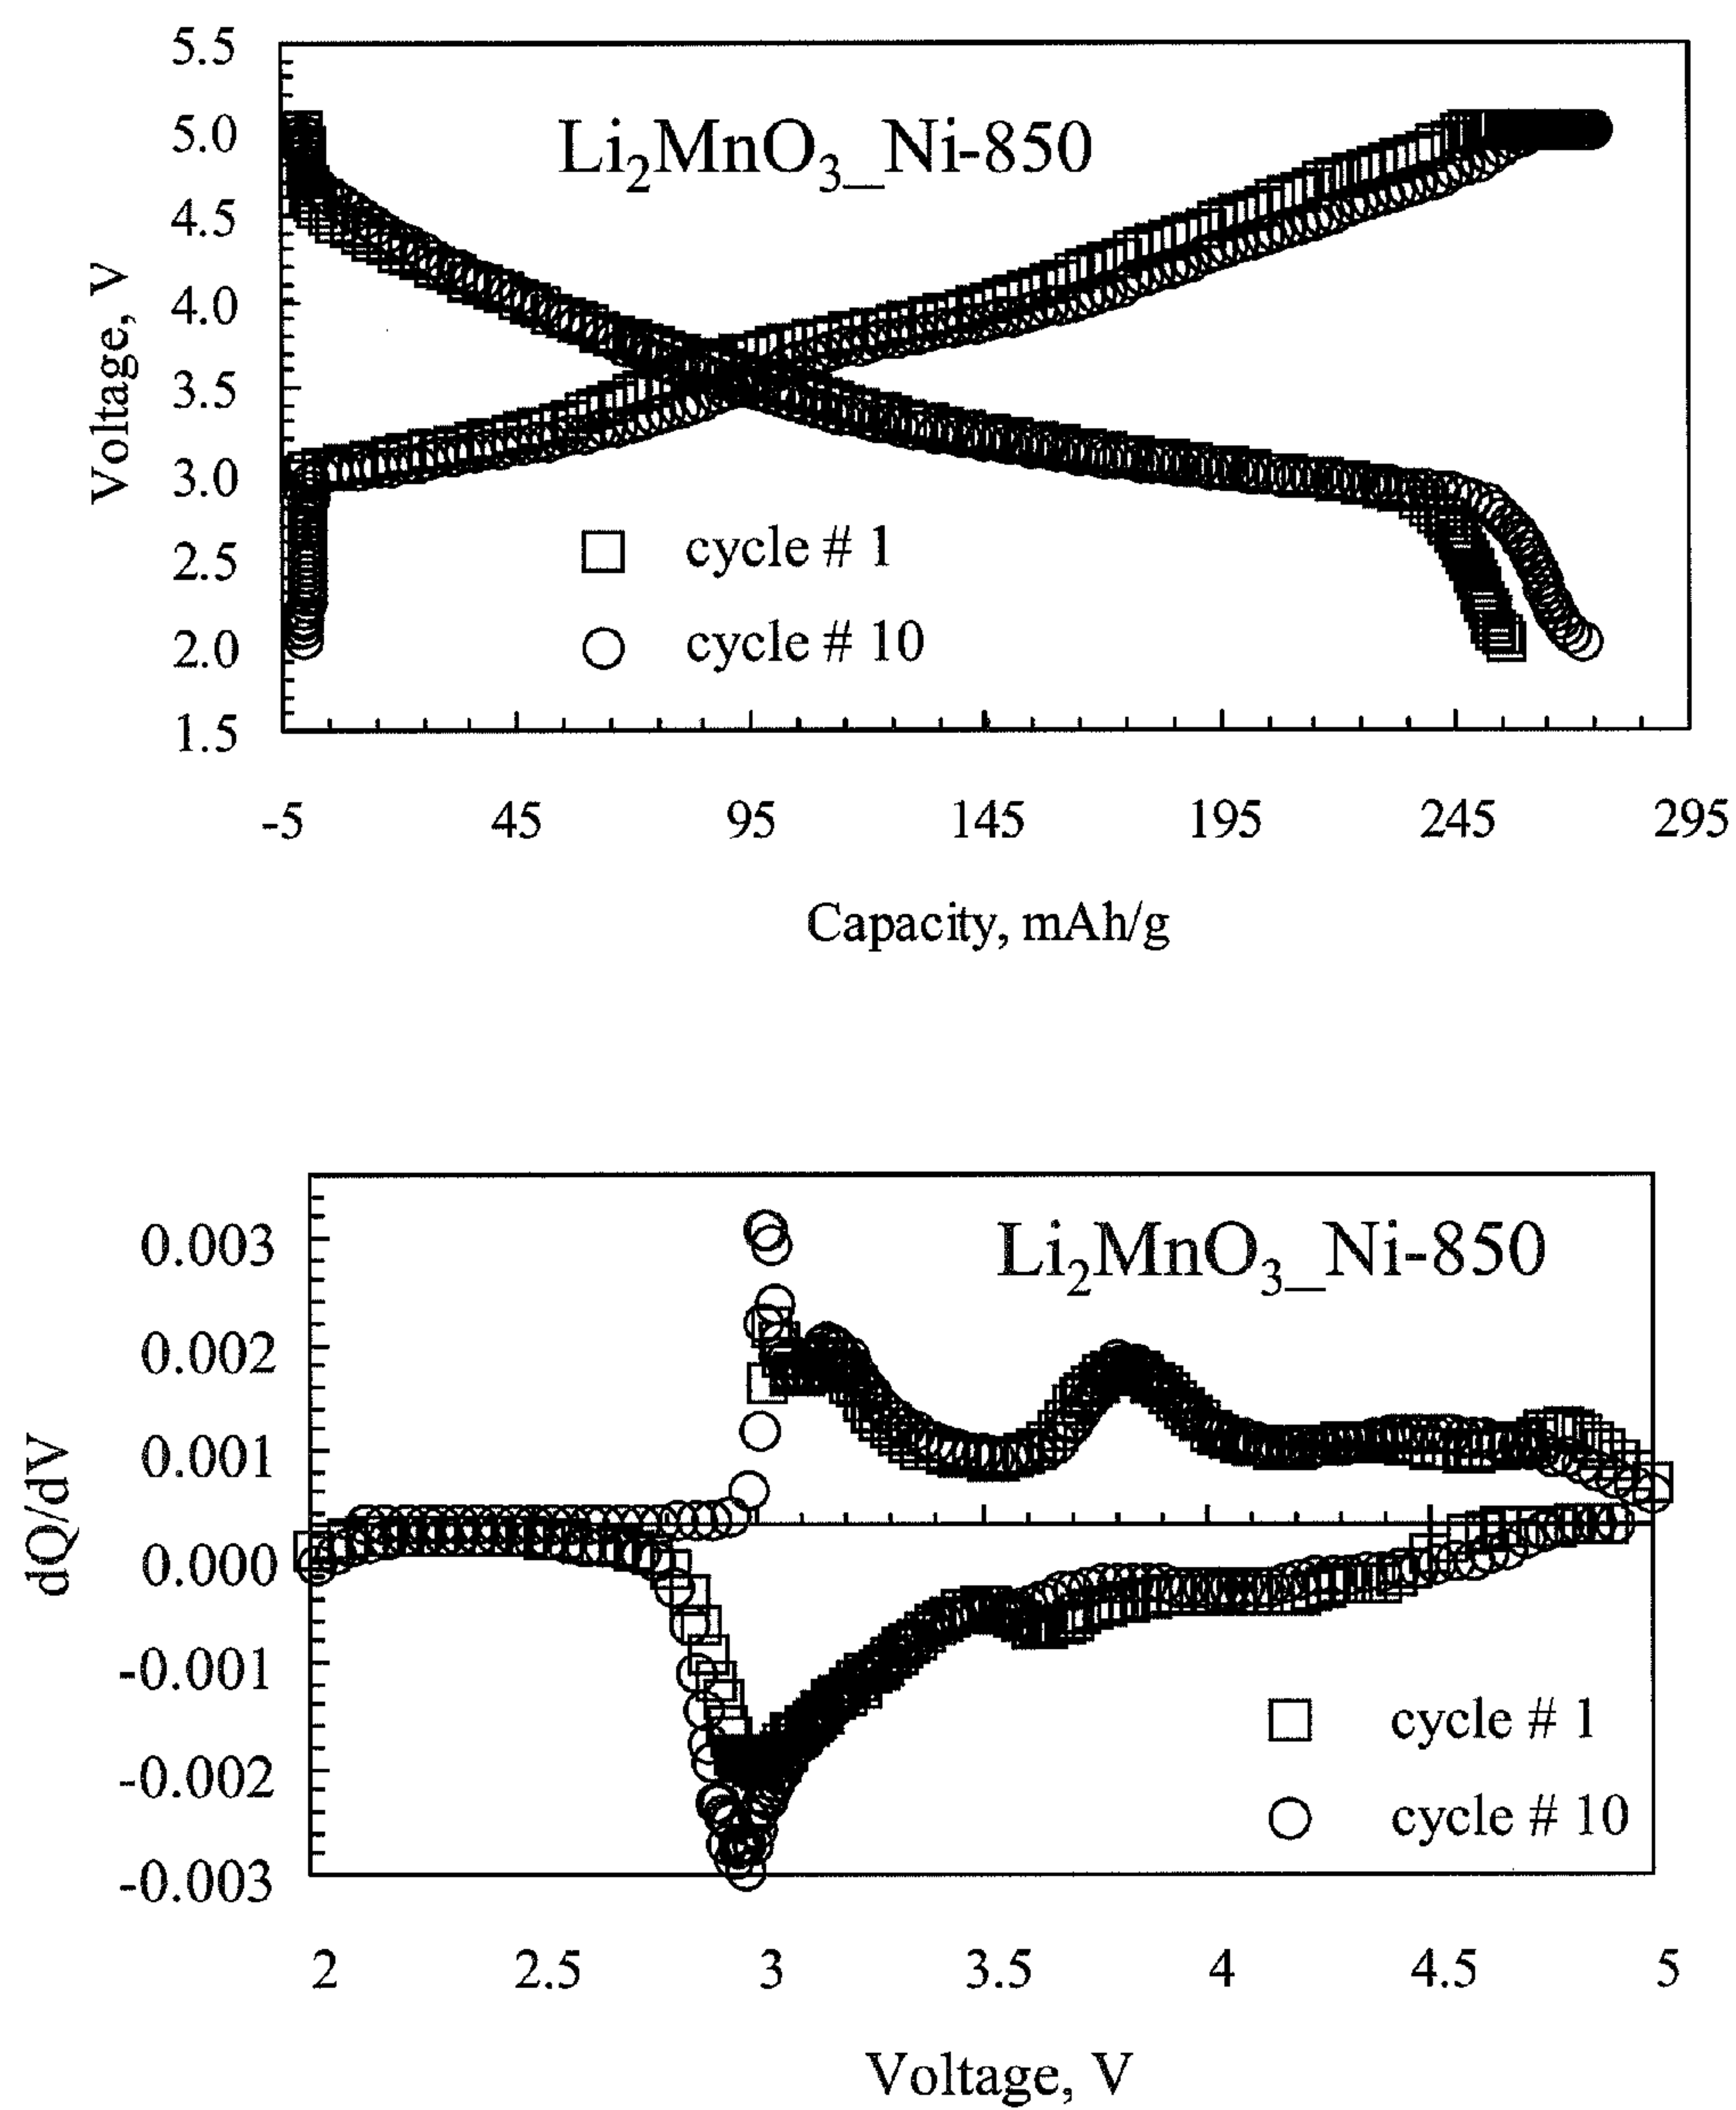 5.5
5.0
4.5
4.0
3.5
3.0
2.5
2.0
1.5
Voltage, V
Li₂MnO₃_Ni-850
cycle # 1
cycle # 10
-5 45 95 145 195 245 295
Capacity, mAh/g
0.003
0.002
0.001
0.000
-0.001
-0.002
-0.003
dQ/dV
Li₂MnO₃_Ni-850
cycle # 1
cycle # 10
2 2.5 3 3.5 4 4.5 5
Voltage, V